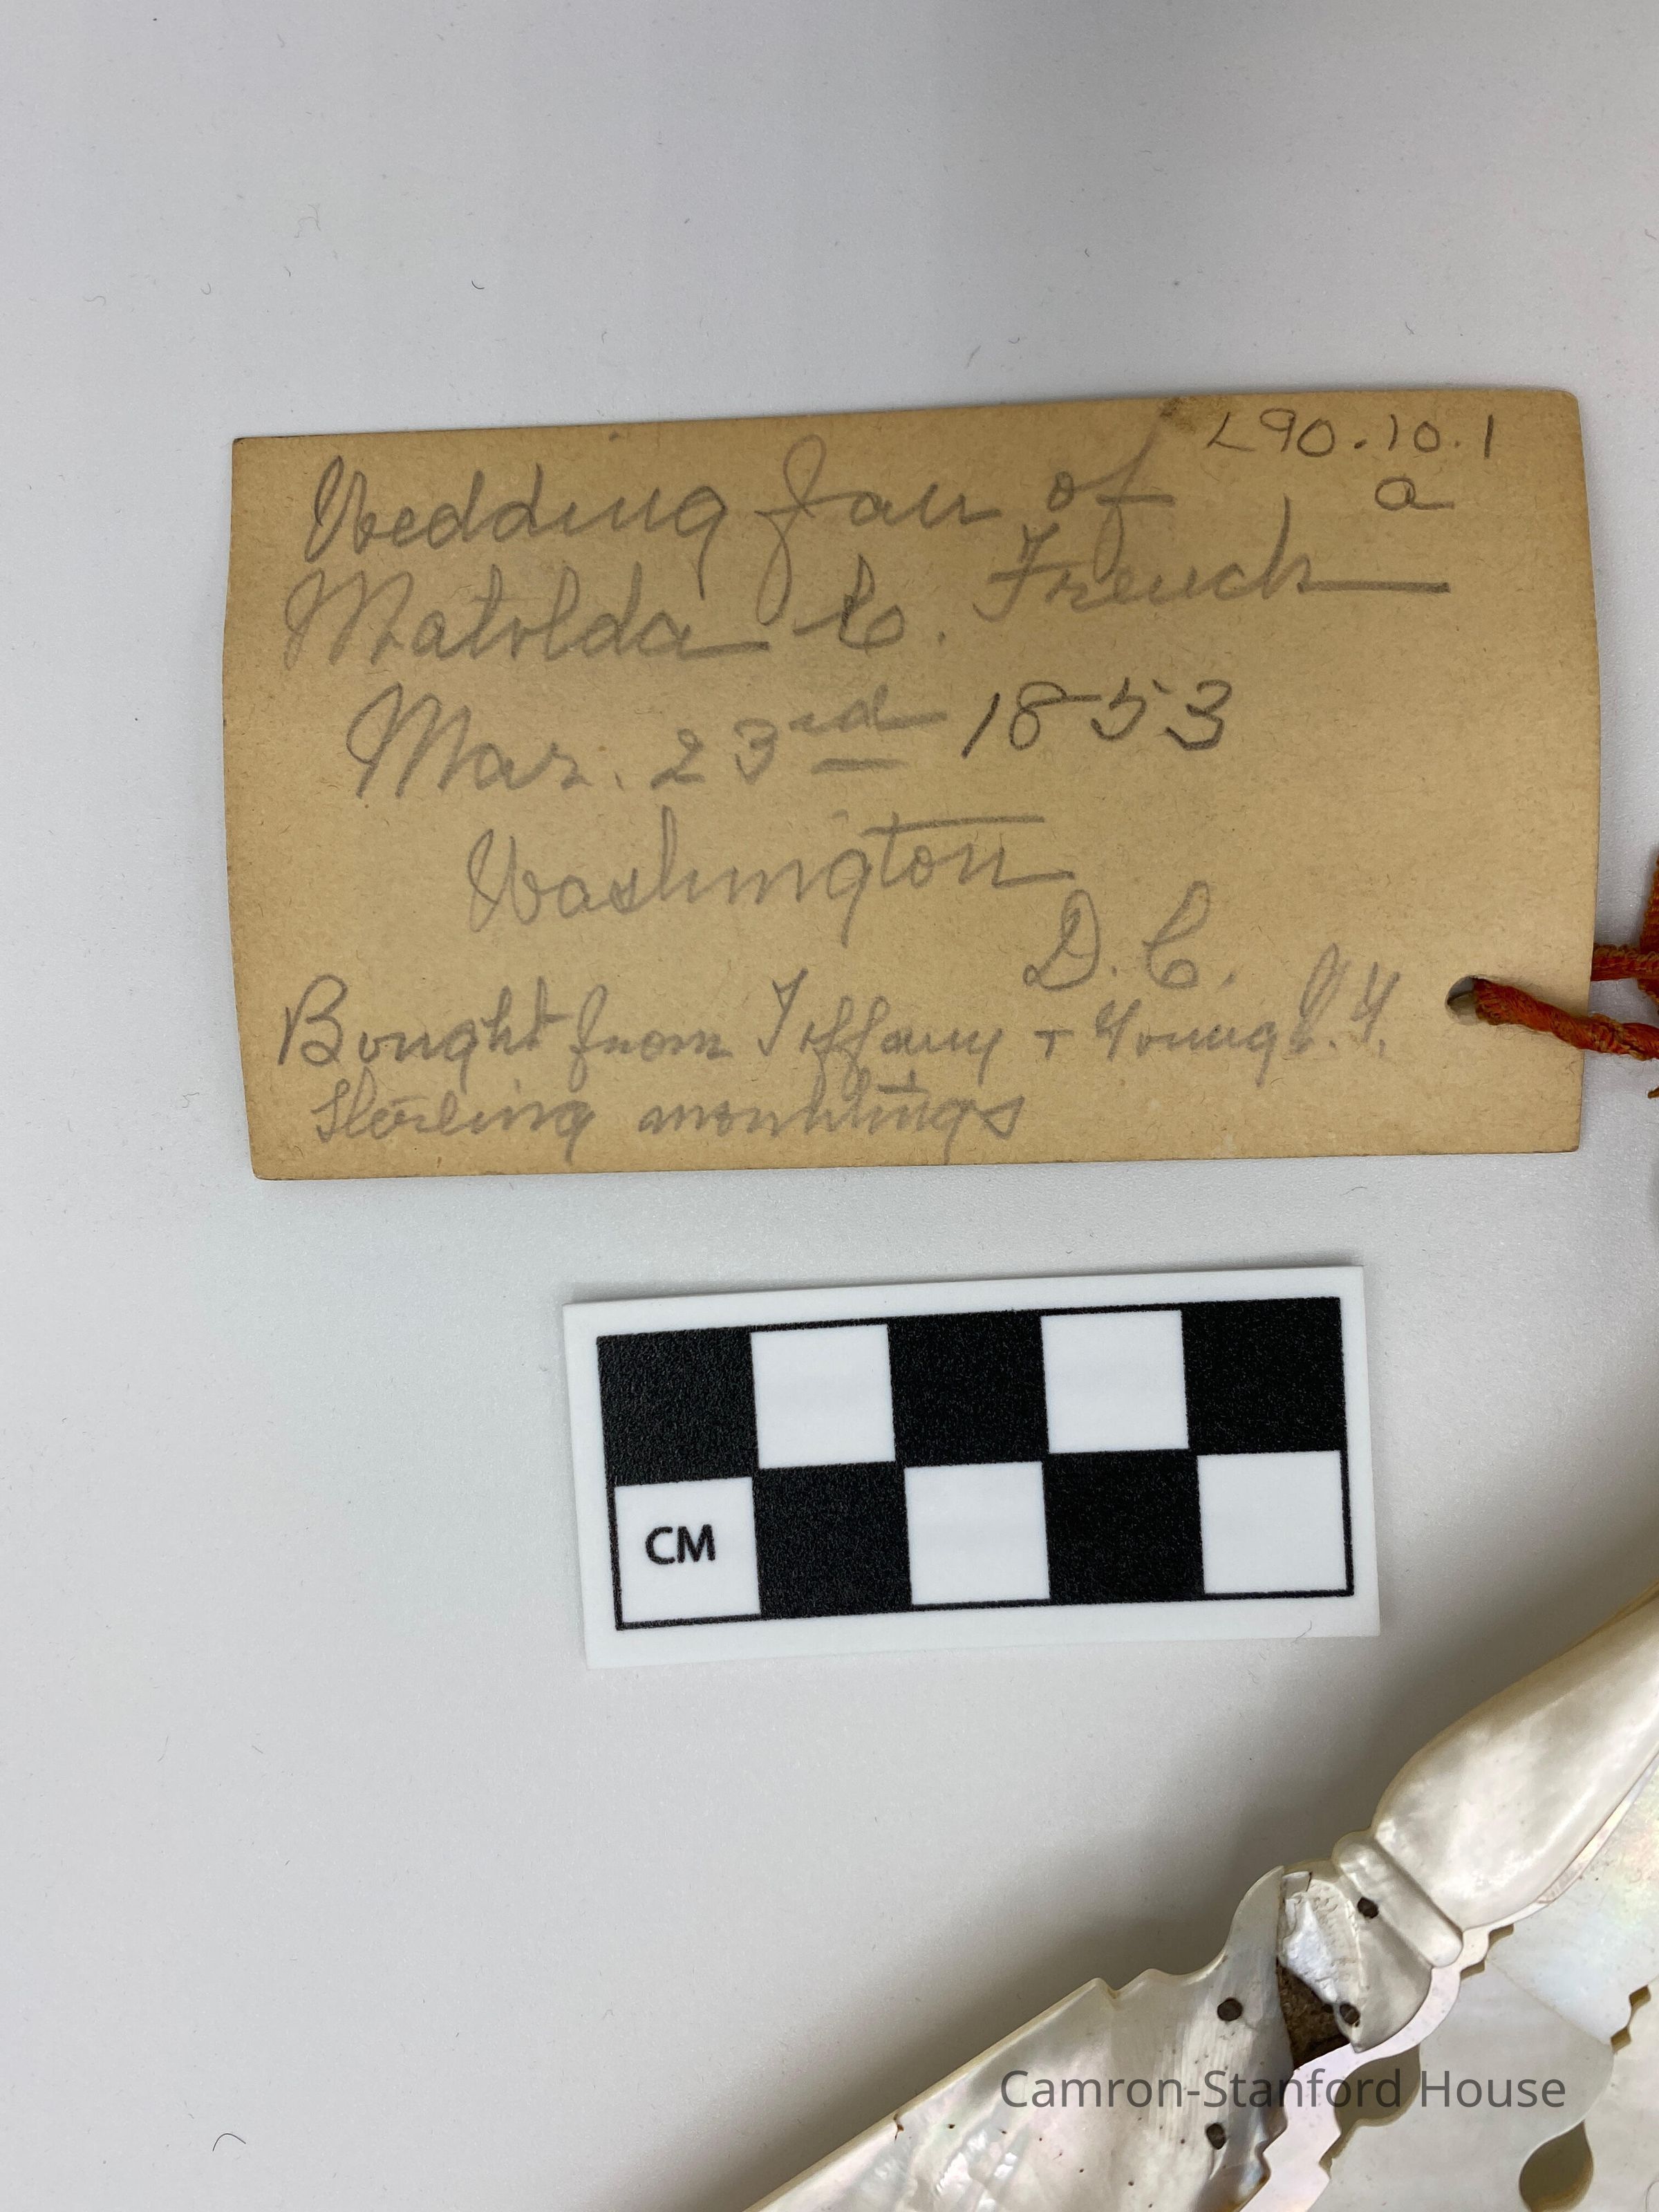 L90.10.1
a
Wedding fan of
Matilda C. French
Mar. 23rd 1853
Washington
D.C.
Bought from Tiffany + Young N.Y.
Sterling mountings
CM
Camron-Stanford House